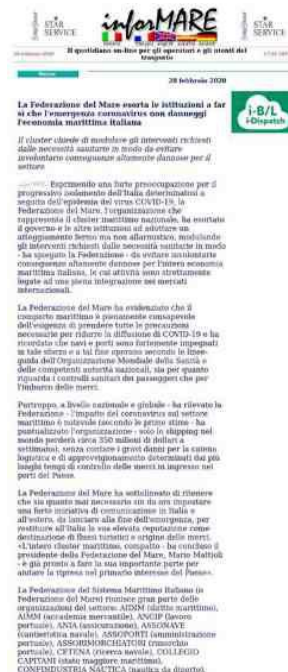 STAR
SERVICE
inforMARE
STAR
SERVICE
28 febbraio 2020
Il quotidiano on-line per gli operatori e gli utenti del
trasporto
28 febbraio 2020
La Federazione del Mare esorta le istituzioni a far
sì che l'emergenza coronavirus non danneggi
l'economia marittima italiana
i-B/L
i-Dispatch
Il cluster chiede di modulare gli interventi richiesti
dalle necessità sanitarie in modo da evitare
involontarie conseguenze altamente dannose per il
settore
Esprimendo una forte preoccupazione per il
progressivo isolamento dell'Italia determinatosi a
seguito dell'epidemia del virus COVID-19, la
Federazione del Mare, l'organizzazione che
rappresenta il cluster marittimo nazionale, ha esortato
il governo e le altre istituzioni ad adottare un
atteggiamento fermo ma non allarmistico, modulando
gli interventi richiesti dalle necessità sanitarie in modo
- ha spiegato la Federazione - da evitare involontarie
conseguenze altamente dannose per l'intera economia
marittima italiana, le cui attività sono strettamente
legate ad una piena integrazione nei mercati
internazionali.
La Federazione del Mare ha evidenziato che il
comparto marittimo è pienamente consapevole
dell'esigenza di prendere tutte le precauzioni
necessarie per ridurre la diffusione di COVID-19 e ha
ricordato che navi e porti sono fortemente impegnati
in tale sforzo e a tal fine operano secondo le linee-
guida dell'Organizzazione Mondiale della Sanità e
delle competenti autorità nazionali, sia per quanto
riguarda i controlli sanitari dei passeggeri che per
l'imbarco delle merci.
Purtroppo, a livello nazionale e globale - ha rilevato la
Federazione - l'impatto del coronavirus sul settore
marittimo è notevole (secondo le prime stime - ha
puntualizzato l'organizzazione - solo lo shipping nel
mondo perderà circa 350 milioni di dollari a
settimana), senza contare i gravi danni per la catena
logistica e di approvvigionamento determinati dai più
lunghi tempi di controllo delle merci in ingresso nei
porti del Paese.
La Federazione del Mare ha sottolineato di ritenere
che sia quanto mai necessario sin da ora impostare
una forte iniziativa di comunicazione in Italia e
all'estero, da lanciare alla fine dell'emergenza, per
restituire all'Italia la sua elevata reputazione come
destinazione di flussi turistici e origine delle merci.
«L'intero cluster marittimo, compatto - ha concluso il
presidente della Federazione del Mare, Mario Mattioli
- è già pronto a fare la sua importante parte per
aiutare la ripresa nel primario interesse del Paese».
La Federazione del Sistema Marittimo Italiano (o
Federazione del Mare) riunisce gran parte delle
organizzazioni del settore: AIDIM (diritto marittimo),
AIMM (accademia mercantile), ANCIP (lavoro
portuale), ANIA (assicurazione), ASSONAVE
(cantieristica navale), ASSOPORTI (amministrazione
portuale), ASSORIMORCHIATORI (rimorchio
portuale), CETENA (ricerca navale), COLLEGIO
CAPITANI (stato maggiore marittimo),
CONFINDUSTRIA NAUTICA (nautica da diporto),